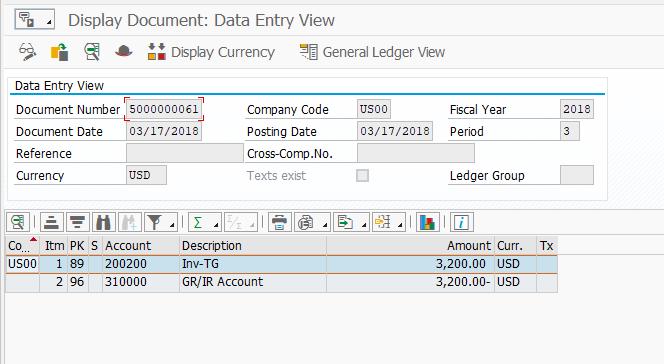 Display Document: Data Entry View
Display Currency General Ledger View
Data Entry View
Document Number 5000000061 Company Code US00 Fiscal Year 2018
Document Date 03/17/2018 Posting Date 03/17/2018 Period 3
Reference Cross-Comp.No.
Currency USD Texts exist Ledger Group
Co... Itm PK S Account Description Amount Curr. Tx
US00 1 89 200200 Inv-TG 3,200.00 USD
2 96 310000 GR/IR Account 3,200.00- USD